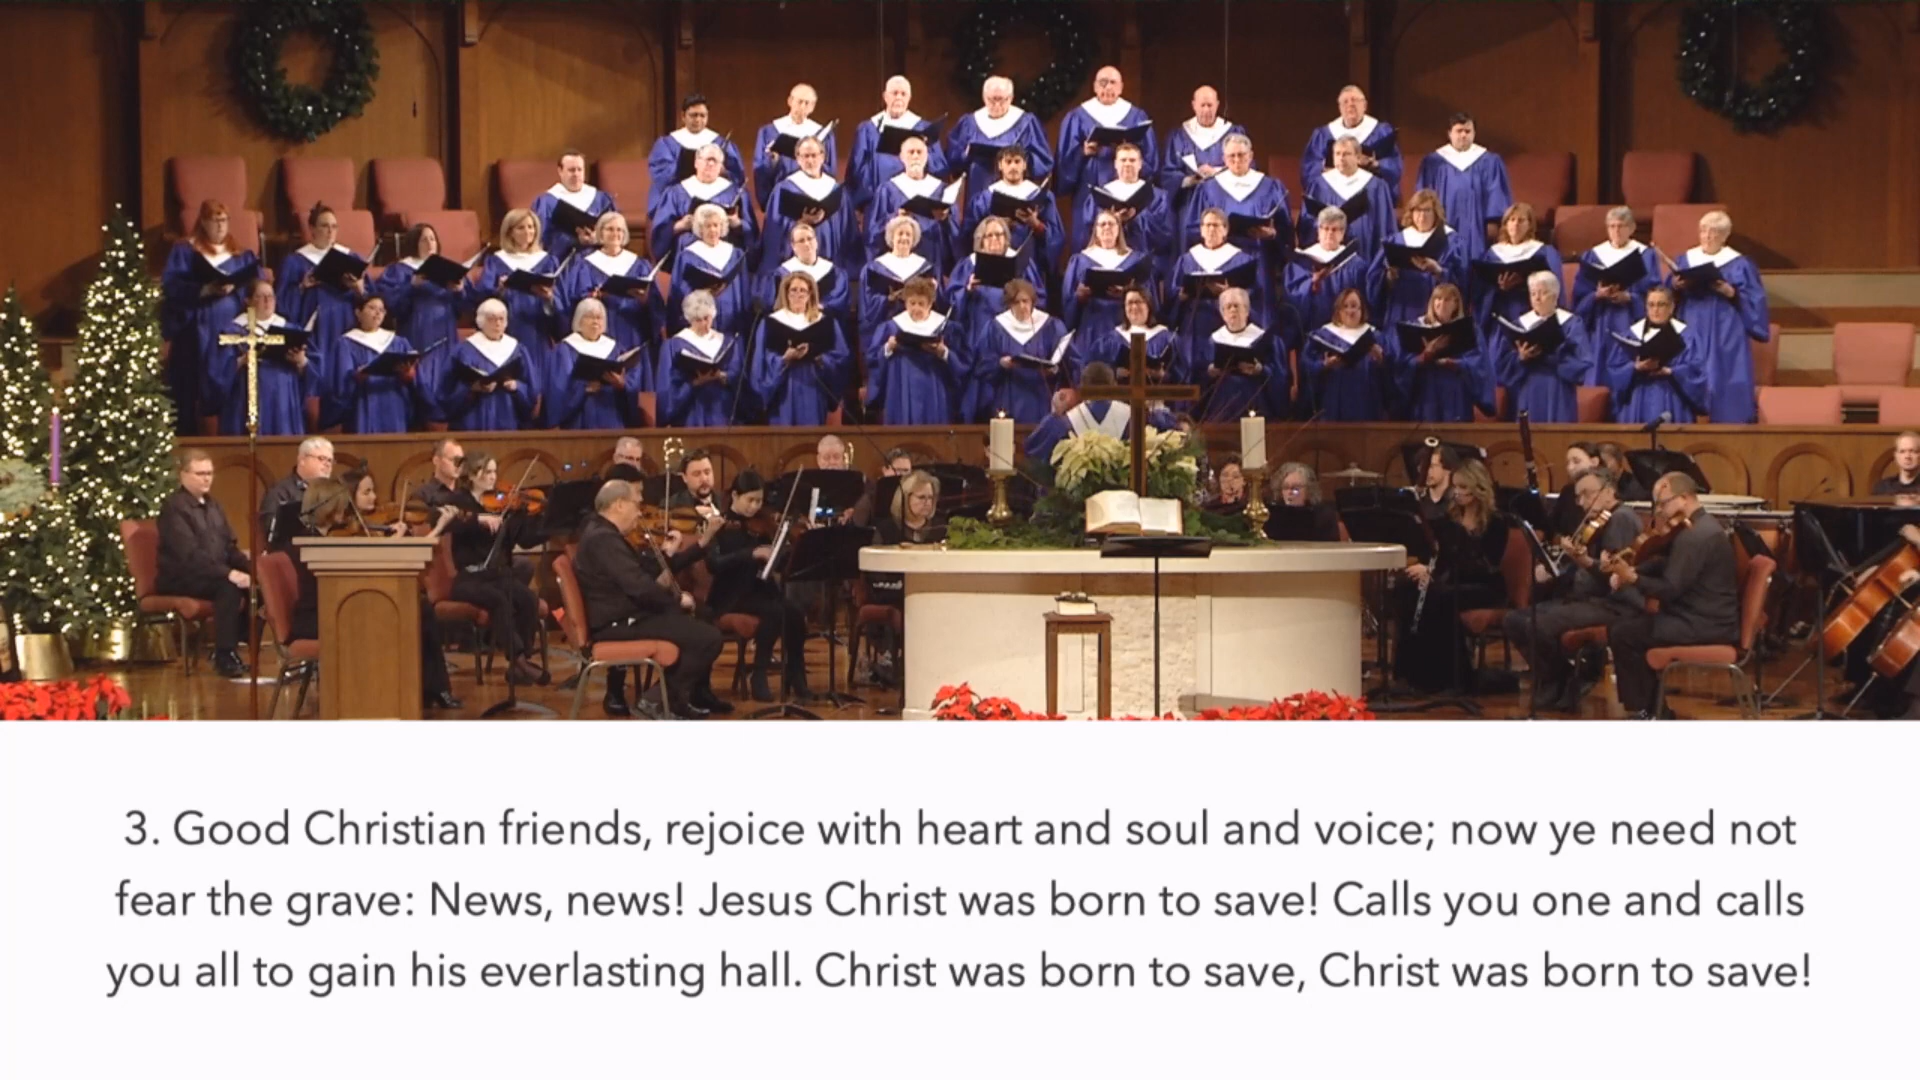 3. Good Christian friends, rejoice with heart and soul and voice; now ye need not
fear the grave: News, news! Jesus Christ was born to save! Calls you one and calls
you all to gain his everlasting hall. Christ was born to save, Christ was born to save!